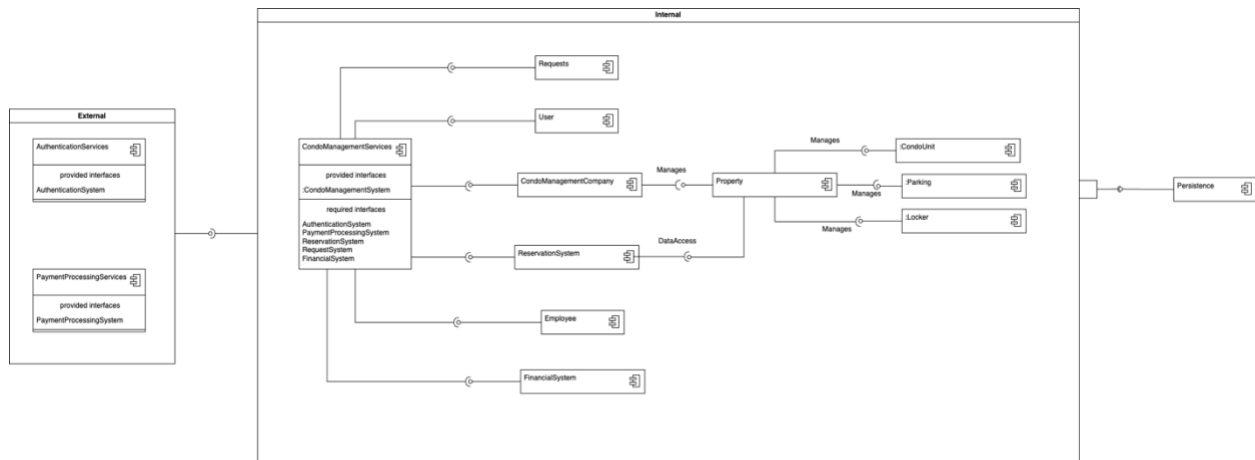 Internal
Requests
External
User
AuthenticationServices
CondoManagementServices
Manages
:CondoUnit
provided interfaces
provided interfaces
AuthenticationSystem
:CondoManagementSystem
CondoManagementCompany
Manages
Property
:Parking
Manages
Persistence
required interfaces
AuthenticationSystem
PaymentProcessingSystem
ReservationSystem
RequestSystem
FinancialSystem
:Locker
Manages
ReservationSystem
DataAccess
PaymentProcessingServices
provided interfaces
PaymentProcessingSystem
Employee
FinancialSystem